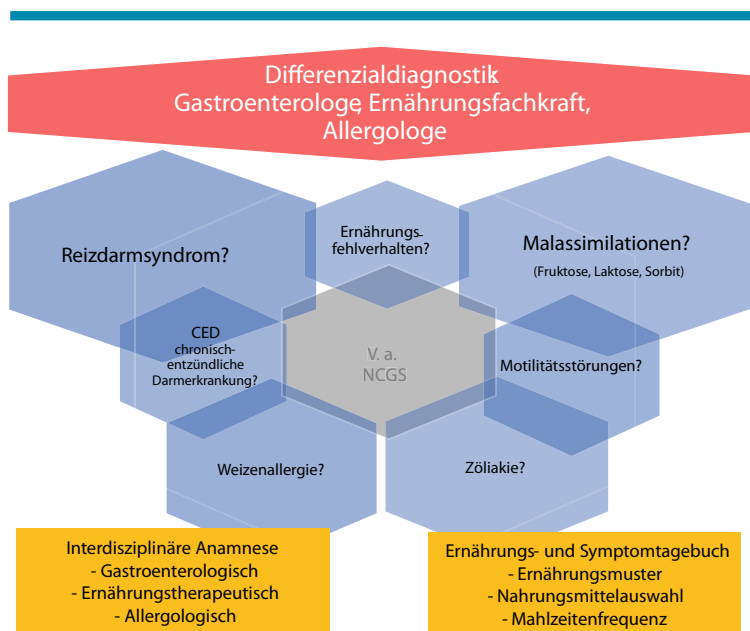 Differenzialdiagnostik:
Gastroenterologe, Ernährungsfachkraft,
Allergologe
Reizdarmsyndrom?
Ernährungs-
fehlverhalten?
Malassimilationen?
(Fruktose, Laktose, Sorbit)
CED
chronisch-
entzündliche
Darmerkrankung?
V. a.
NCGS
Motilitätsstörungen?
Weizenallergie?
Zöliakie?
Interdisziplinäre Anamnese
- Gastroenterologisch
- Ernährungstherapeutisch
- Allergologisch
Ernährungs- und Symptomtagebuch
- Ernährungsmuster
- Nahrungsmittelauswahl
- Mahlzeitenfrequenz